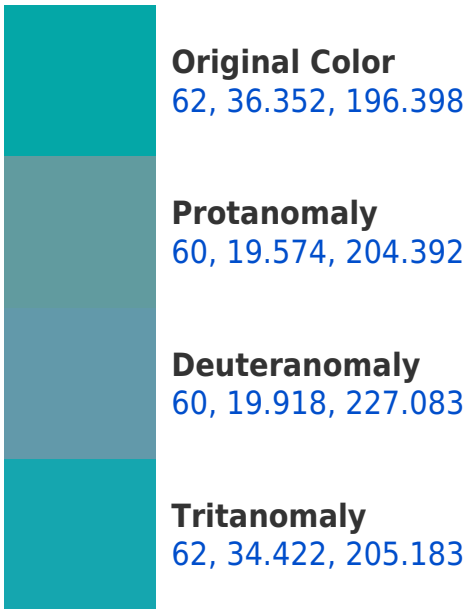 Original Color
62, 36.352, 196.398
Protanomaly
60, 19.574, 204.392
Deuteranomaly
60, 19.918, 227.083
Tritanomaly
62, 34.422, 205.183